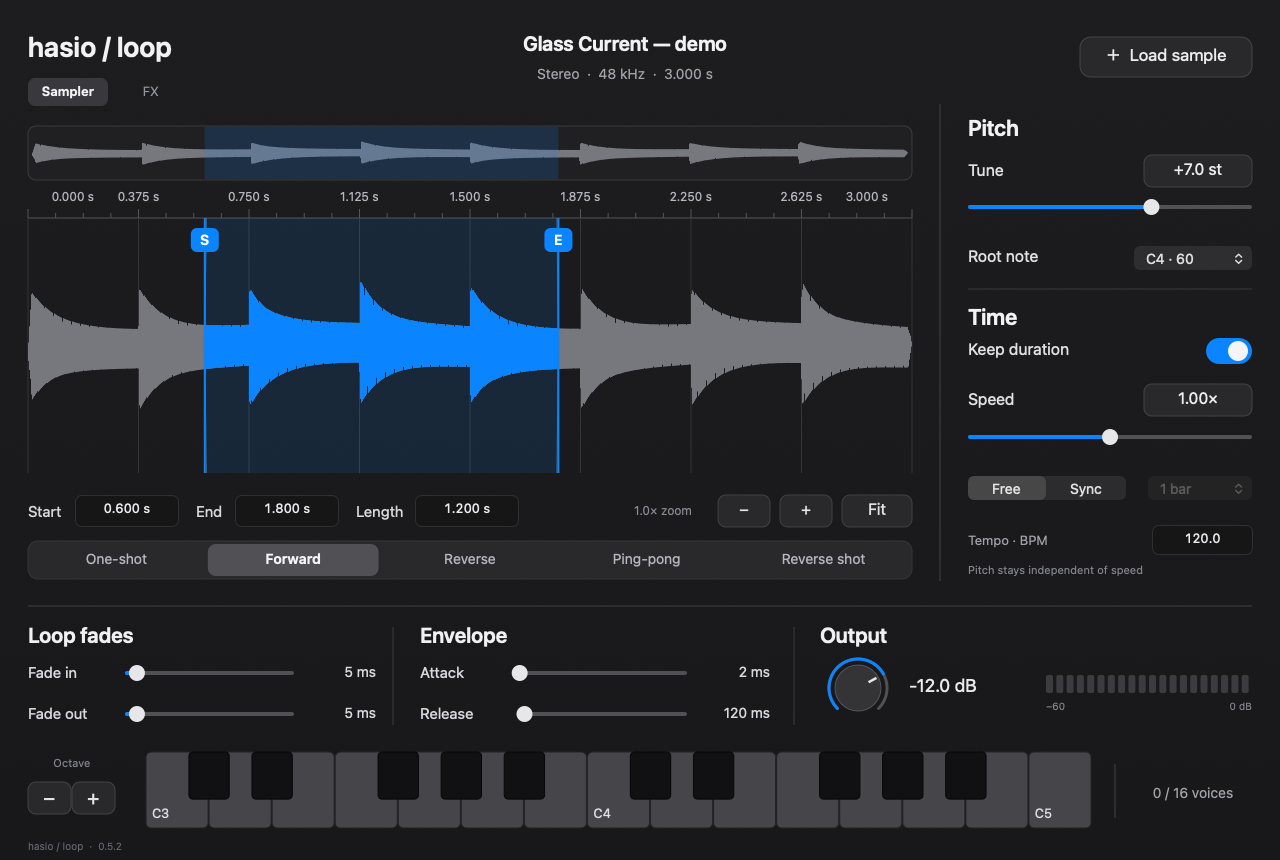 hasio / loop
Glass Current — demo
Stereo · 48 kHz · 3.000 s
+ Load sample
Sampler FX
0.000 s 0.375 s 0.750 s 1.125 s 1.500 s 1.875 s 2.250 s 2.625 s 3.000 s
S E
Start 0.600 s End 1.800 s Length 1.200 s 1.0× zoom − + Fit
One-shot Forward Reverse Ping-pong Reverse shot
Pitch
Tune +7.0 st
Root note C4 · 60
Time
Keep duration
Speed 1.00×
Free Sync 1 bar
Tempo · BPM 120.0
Pitch stays independent of speed
Loop fades
Fade in 5 ms
Fade out 5 ms
Envelope
Attack 2 ms
Release 120 ms
Output
-12.0 dB
−60 0 dB
Octave
− +
C3 C4 C5
0 / 16 voices
hasio / loop · 0.5.2